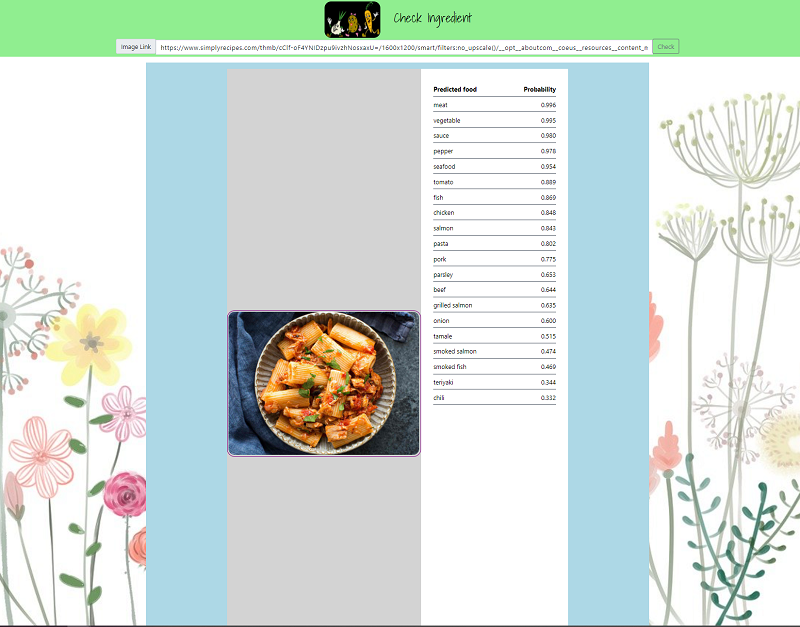 Check Ingredient
Image Link https://www.simplyrecipes.com/thmb/cClf-oF4YNIDzpu9ivzhNosxaxU=/1600x1200/smart/filters:no_upscale()/__opt__aboutcom__coeus__resources__content_n Check
Predicted food Probability
meat 0.996
vegetable 0.995
sauce 0.980
pepper 0.978
seafood 0.954
tomato 0.889
fish 0.869
chicken 0.848
salmon 0.843
pasta 0.802
pork 0.775
parsley 0.653
beef 0.644
grilled salmon 0.635
onion 0.600
tamale 0.515
smoked salmon 0.474
smoked fish 0.469
teriyaki 0.344
chili 0.332